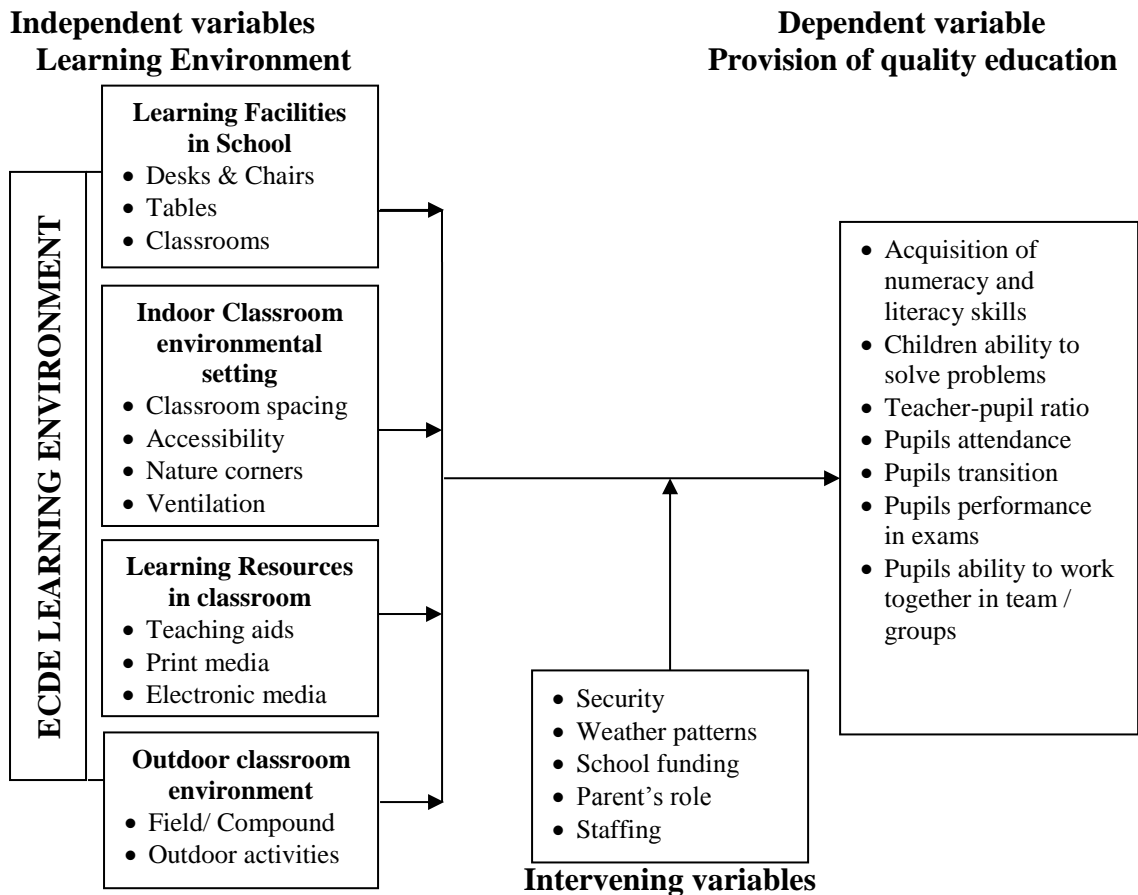 Independent variables
Learning Environment
Dependent variable
Provision of quality education
ECDE LEARNING ENVIRONMENT
Learning Facilities
in School
• Desks & Chairs
• Tables
• Classrooms
Indoor Classroom
environmental
setting
• Classroom spacing
• Accessibility
• Nature corners
• Ventilation
Learning Resources
in classroom
• Teaching aids
• Print media
• Electronic media
Outdoor classroom
environment
• Field/ Compound
• Outdoor activities
• Security
• Weather patterns
• School funding
• Parent’s role
• Staffing
Intervening variables
• Acquisition of
numeracy and
literacy skills
• Children ability to
solve problems
• Teacher-pupil ratio
• Pupils attendance
• Pupils transition
• Pupils performance
in exams
• Pupils ability to work
together in team /
groups